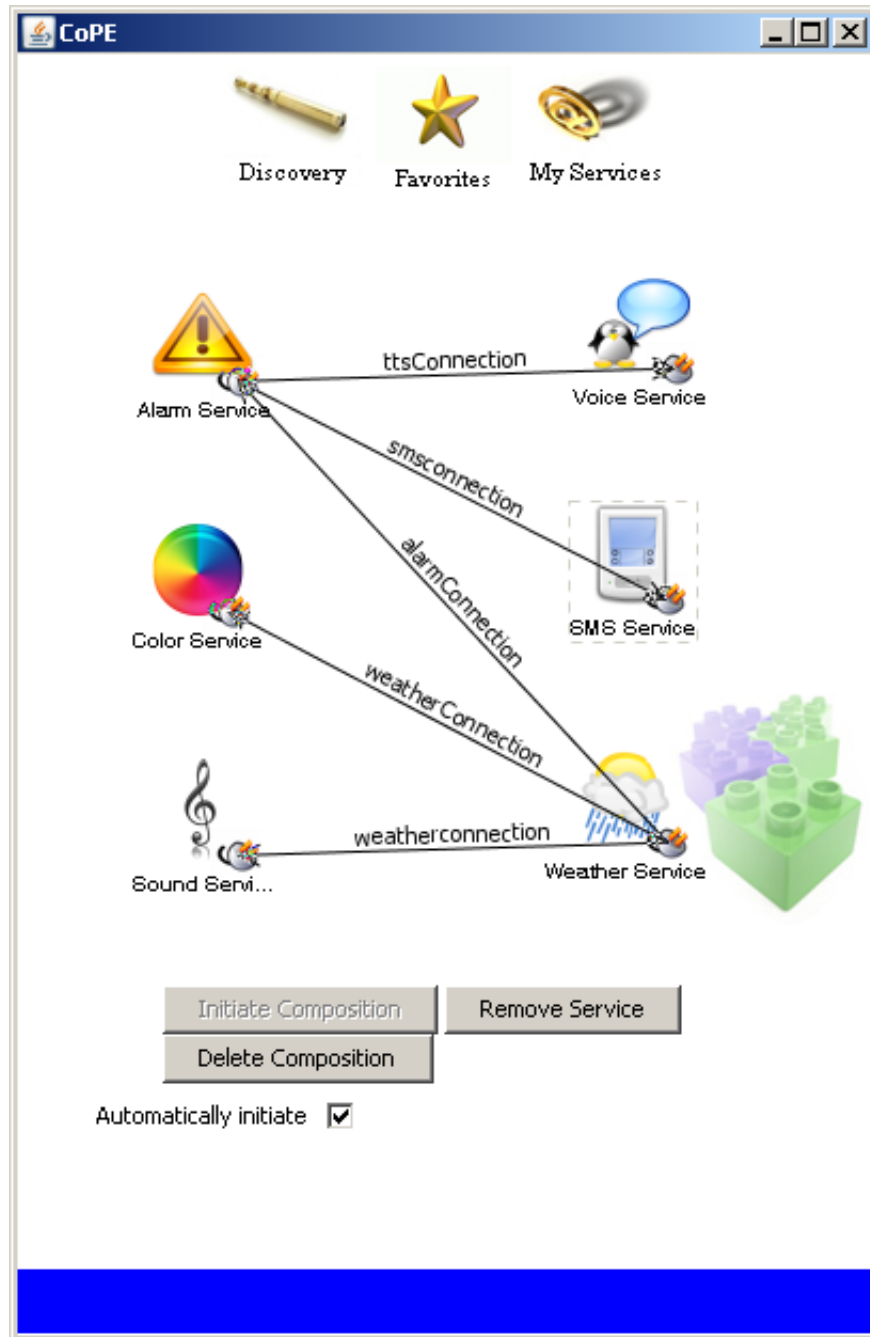 CoPE
Discovery
Favorites
My Services
ttsConnection
Alarm Service
Voice Service
smsconnection
alarmConnection
Color Service
SMS Service
weatherConnection
weatherconnection
Sound Servi...
Weather Service
Initiate Composition
Remove Service
Delete Composition
Automatically initiate